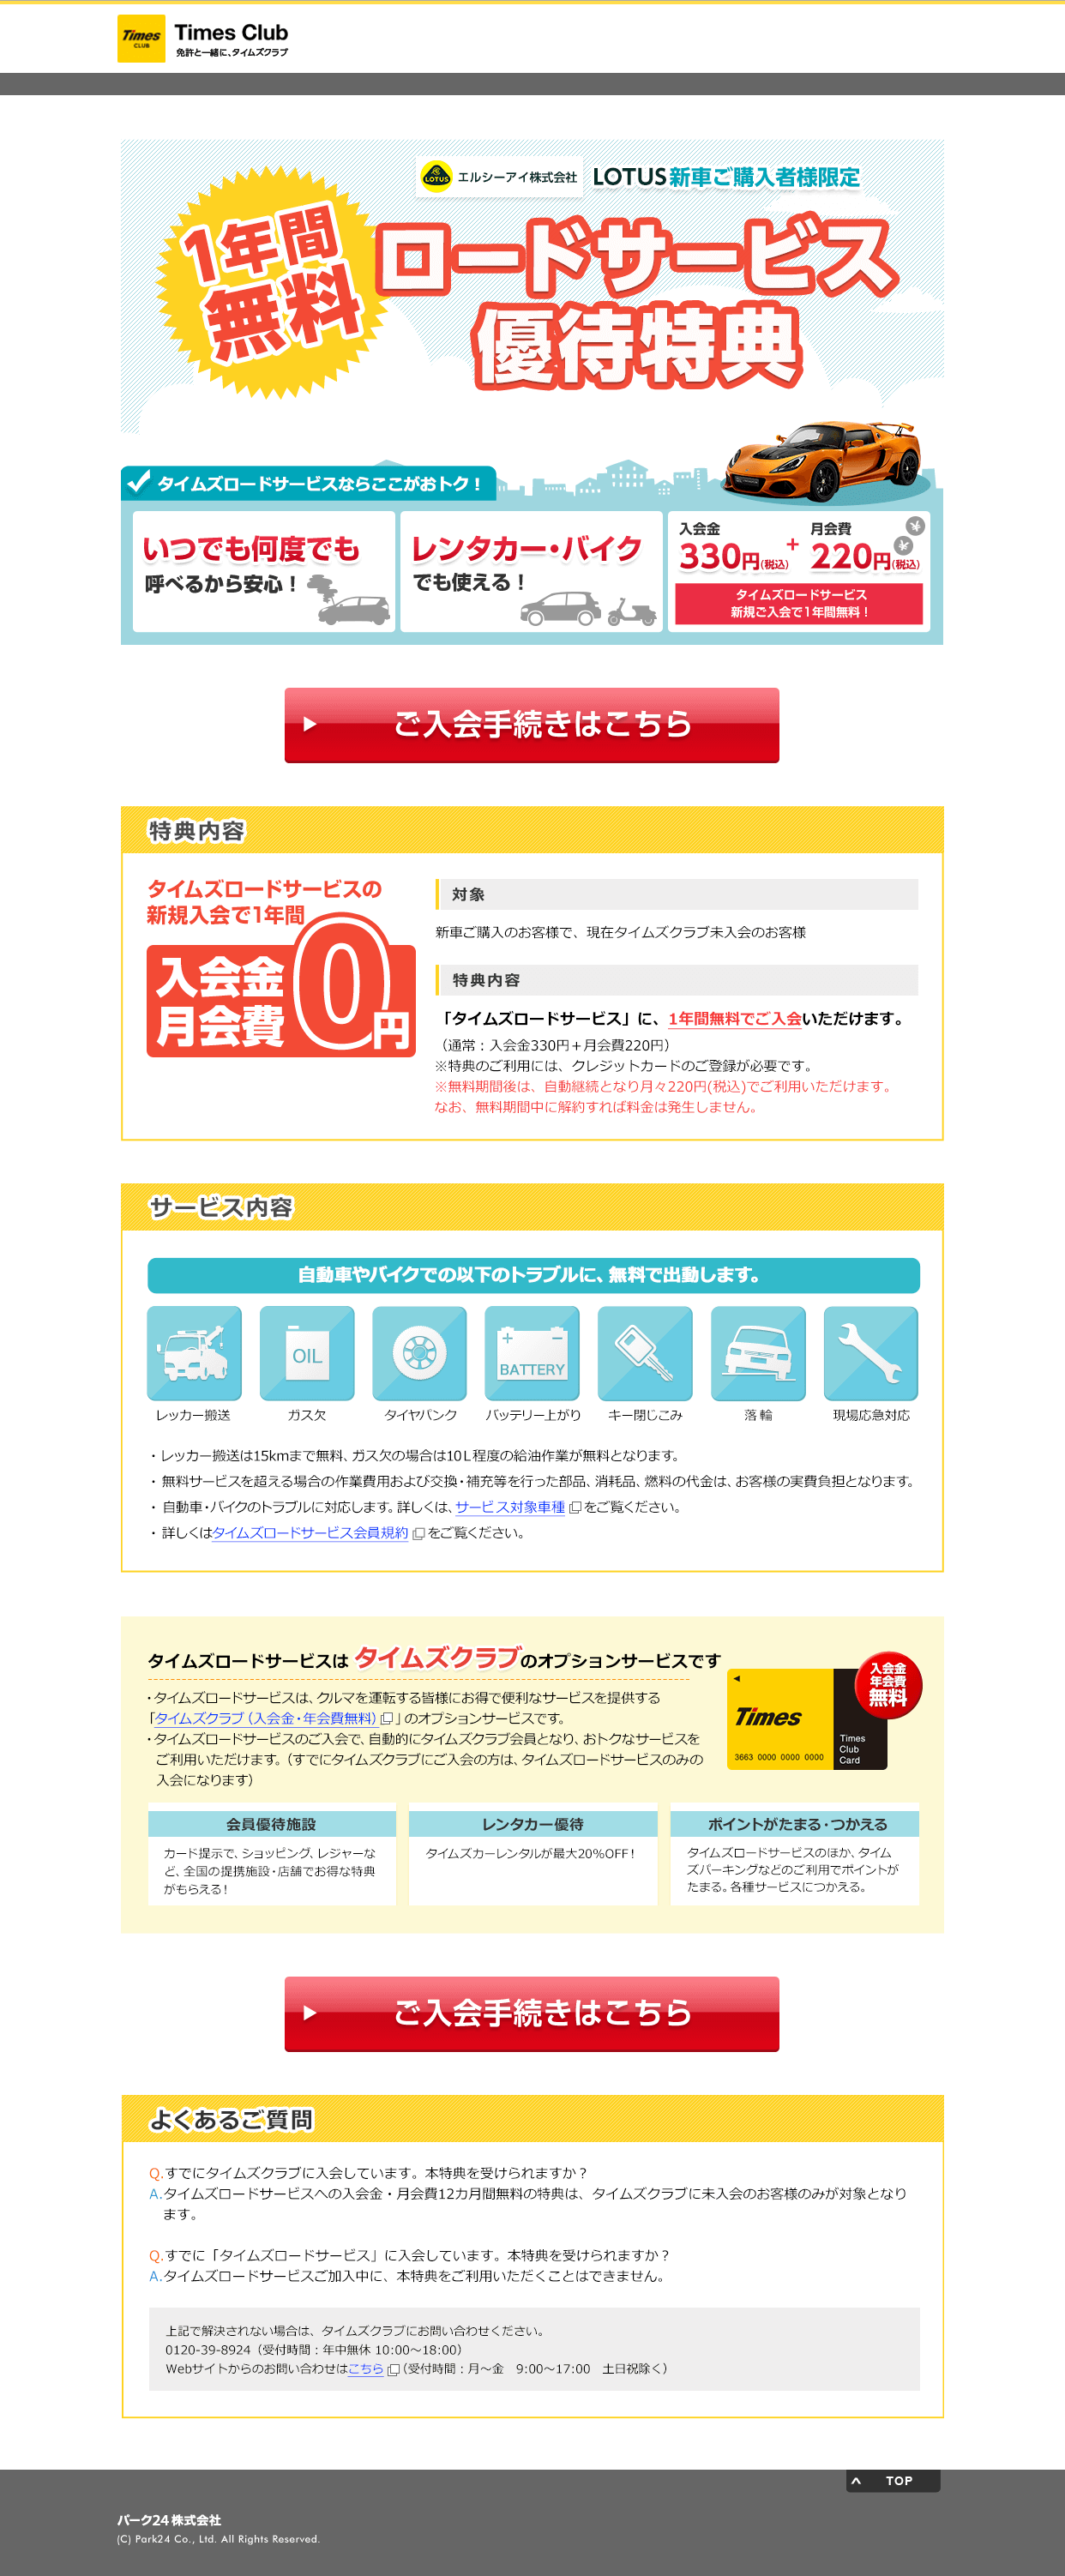 Times
CLUB
Times Club
免許と一緒に、タイムズクラブ
LOTUS
エルシーアイ株式会社
LOTUS新車ご購入者様限定
1年間
無料
ロードサービス
優待特典
タイムズロードサービスならここがおトク！
いつでも何度でも
呼べるから安心！
レンタカー・バイク
でも使える！
入会金
330円(税込)
+
月会費
220円(税込)
タイムズロードサービス
新規ご入会で1年間無料！
ご入会手続きはこちら
特典内容
タイムズロードサービスの
新規入会で1年間
入会金
月会費
0円
対象
新車ご購入のお客様で、現在タイムズクラブ未入会のお客様
特典内容
「タイムズロードサービス」に、1年間無料でご入会いただけます。
（通常：入会金330円＋月会費220円）
※特典のご利用には、クレジットカードのご登録が必要です。
※無料期間後は、自動継続となり月々220円(税込)でご利用いただけます。
なお、無料期間中に解約すれば料金は発生しません。
サービス内容
自動車やバイクでの以下のトラブルに、無料で出動します。
OIL
BATTERY
レッカー搬送
ガス欠
タイヤパンク
バッテリー上がり
キー閉じこみ
落輪
現場応急対応
・レッカー搬送は15kmまで無料、ガス欠の場合は10L程度の給油作業が無料となります。
・無料サービスを超える場合の作業費用および交換・補充等を行った部品、消耗品、燃料の代金は、お客様の実費負担となります。
・自動車・バイクのトラブルに対応します。詳しくは、サービス対象車種をご覧ください。
・詳しくはタイムズロードサービス会員規約をご覧ください。
タイムズロードサービスは タイムズクラブのオプションサービスです
・タイムズロードサービスは、クルマを運転する皆様にお得で便利なサービスを提供する
「タイムズクラブ（入会金・年会費無料）」のオプションサービスです。
・タイムズロードサービスのご入会で、自動的にタイムズクラブ会員となり、おトクなサービスを
ご利用いただけます。（すでにタイムズクラブにご入会の方は、タイムズロードサービスのみの
入会になります）
入会金
年会費
無料
Times
3663 0000 0000 0000
Times
Club
Card
会員優待施設
カード提示で、ショッピング、レジャーな
ど、全国の提携施設・店舗でお得な特典
がもらえる！
レンタカー優待
タイムズカーレンタルが最大20%OFF！
ポイントがたまる・つかえる
タイムズロードサービスのほか、タイム
ズパーキングなどのご利用でポイントが
たまる。各種サービスにつかえる。
ご入会手続きはこちら
よくあるご質問
Q.すでにタイムズクラブに入会しています。本特典を受けられますか？
A.タイムズロードサービスへの入会金・月会費12カ月間無料の特典は、タイムズクラブに未入会のお客様のみが対象となり
ます。
Q.すでに「タイムズロードサービス」に入会しています。本特典を受けられますか？
A.タイムズロードサービスご加入中に、本特典をご利用いただくことはできません。
上記で解決されない場合は、タイムズクラブにお問い合わせください。
0120-39-8924（受付時間：年中無休 10:00〜18:00）
Webサイトからのお問い合わせはこちら（受付時間：月〜金　9:00〜17:00　土日祝除く）
TOP
パーク24株式会社
(C) Park24 Co., Ltd. All Rights Reserved.